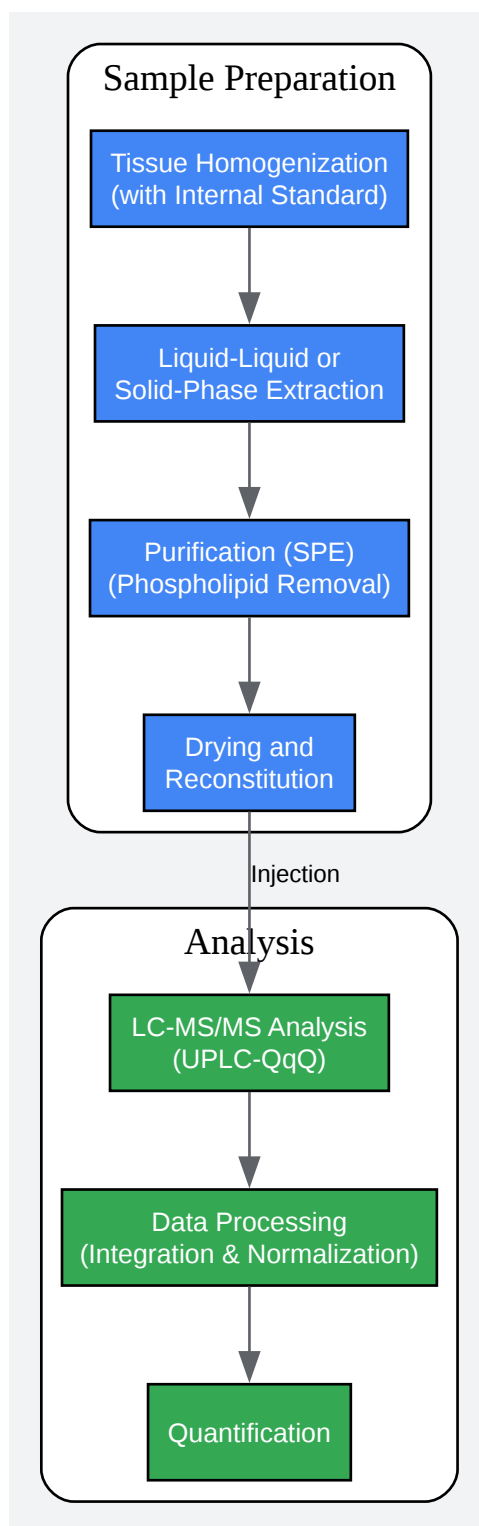 Sample Preparation
Tissue Homogenization
(with Internal Standard)
Liquid-Liquid or
Solid-Phase Extraction
Purification (SPE)
(Phospholipid Removal)
Drying and
Reconstitution
Injection
Analysis
LC-MS/MS Analysis
(UPLC-QqQ)
Data Processing
(Integration & Normalization)
Quantification